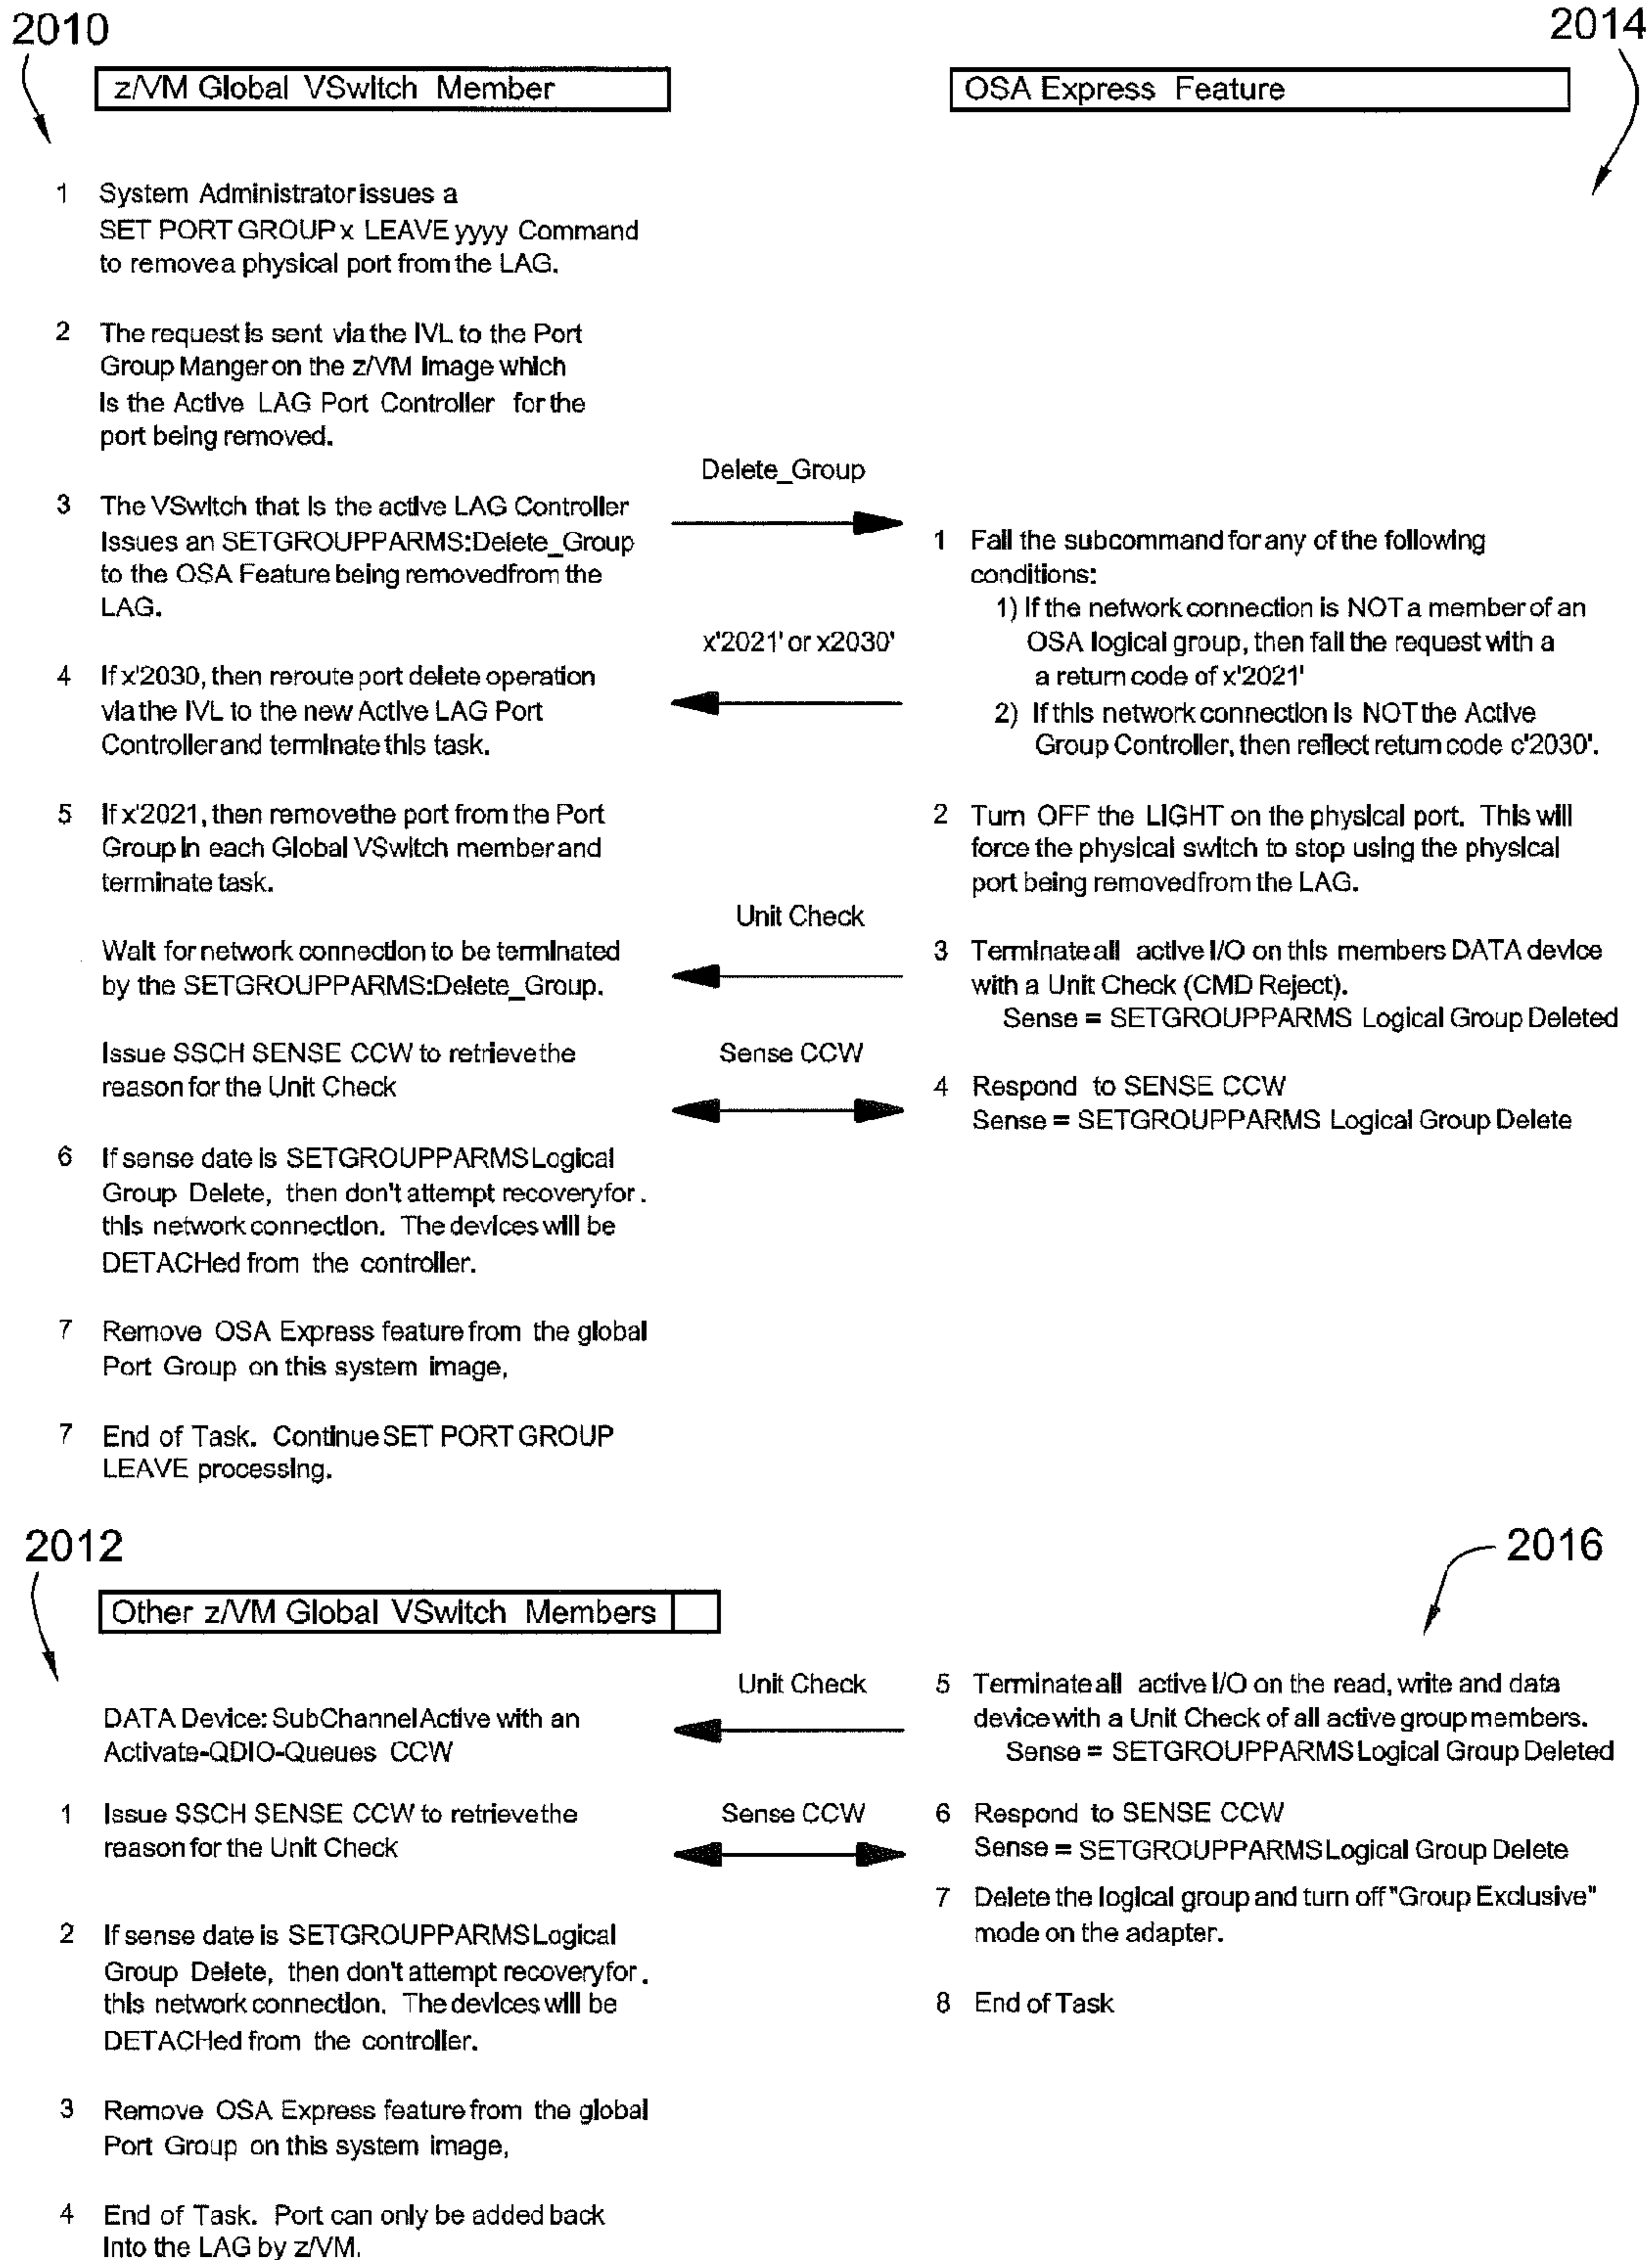 2010
2014
z/VM Global VSwitch Member
OSA Express Feature
1 System Administrator issues a
SET PORT GROUP x LEAVE yyyy Command
to remove a physical port from the LAG.
2 The request is sent via the IVL to the Port
Group Manger on the z/VM Image which
is the Active LAG Port Controller for the
port being removed.
Delete_Group
3 The VSwitch that is the active LAG Controller
Issues an SETGROUPPARMS:Delete_Group
to the OSA Feature being removed from the
LAG.
1 Fail the subcommand for any of the following
conditions:
1) If the network connection is NOT a member of an
OSA logical group, then fail the request with a
a return code of x'2021'
2) If this network connection is NOT the Active
Group Controller, then reflect return code c'2030'.
x'2021' or x2030'
4 If x'2030, then reroute port delete operation
via the IVL to the new Active LAG Port
Controller and terminate this task.
5 If x'2021, then remove the port from the Port
Group in each Global VSwitch member and
terminate task.
2 Turn OFF the LIGHT on the physical port. This will
force the physical switch to stop using the physical
port being removed from the LAG.
Unit Check
Wait for network connection to be terminated
by the SETGROUPPARMS:Delete_Group.
3 Terminate all active I/O on this members DATA device
with a Unit Check (CMD Reject).
Sense = SETGROUPPARMS Logical Group Deleted
Issue SSCH SENSE CCW to retrieve the
reason for the Unit Check
Sense CCW
4 Respond to SENSE CCW
Sense = SETGROUPPARMS Logical Group Delete
6 If sense date is SETGROUPPARMS Logical
Group Delete, then don't attempt recovery for.
this network connection. The devices will be
DETACHed from the controller.
7 Remove OSA Express feature from the global
Port Group on this system image,
7 End of Task. Continue SET PORT GROUP
LEAVE processing.
2012
2016
Other z/VM Global VSwitch Members
DATA Device: SubChannel Active with an
Activate-QDIO-Queues CCW
Unit Check
5 Terminate all active I/O on the read, write and data
device with a Unit Check of all active group members.
Sense = SETGROUPPARMS Logical Group Deleted
1 Issue SSCH SENSE CCW to retrieve the
reason for the Unit Check
Sense CCW
6 Respond to SENSE CCW
Sense = SETGROUPPARMS Logical Group Delete
7 Delete the logical group and turn off "Group Exclusive"
mode on the adapter.
2 If sense date is SETGROUPPARMS Logical
Group Delete, then don't attempt recovery for.
this network connection. The devices will be
DETACHed from the controller.
8 End of Task
3 Remove OSA Express feature from the global
Port Group on this system image,
4 End of Task. Port can only be added back
Into the LAG by z/VM.